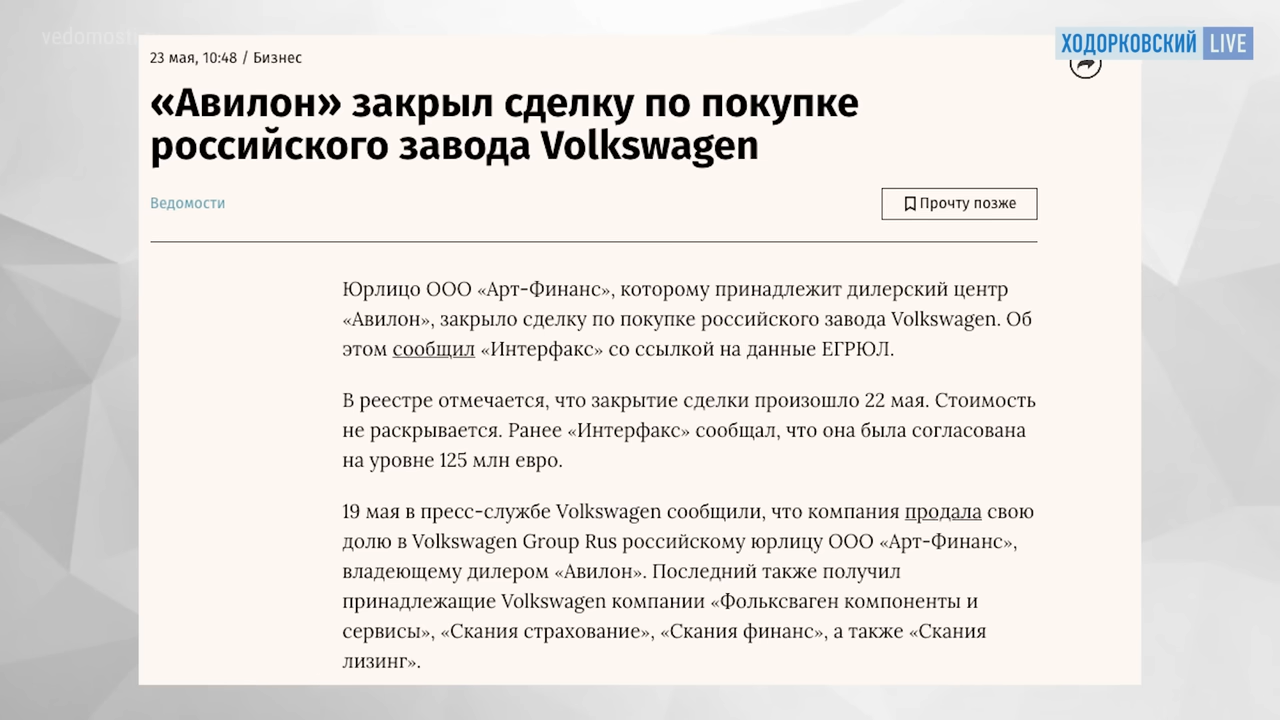 vedomost
ХОДОРКОВСКИЙ LIVE
23 мая, 10:48 / Бизнес
«Авилон» закрыл сделку по покупке
российского завода Volkswagen
Ведомости
Прочту позже
Юрлицо ООО «Арт-Финанс», которому принадлежит дилерский центр
«Авилон», закрыло сделку по покупке российского завода Volkswagen. Об
этом сообщил «Интерфакс» со ссылкой на данные ЕГРЮЛ.
В реестре отмечается, что закрытие сделки произошло 22 мая. Стоимость
не раскрывается. Ранее «Интерфакс» сообщал, что она была согласована
на уровне 125 млн евро.
19 мая в пресс-службе Volkswagen сообщили, что компания продала свою
долю в Volkswagen Group Rus российскому юрлицу ООО «Арт-Финанс»,
владеющему дилером «Авилон». Последний также получил
принадлежащие Volkswagen компании «Фольксваген компоненты и
сервисы», «Скания страхование», «Скания финанс», а также «Скания
лизинг».